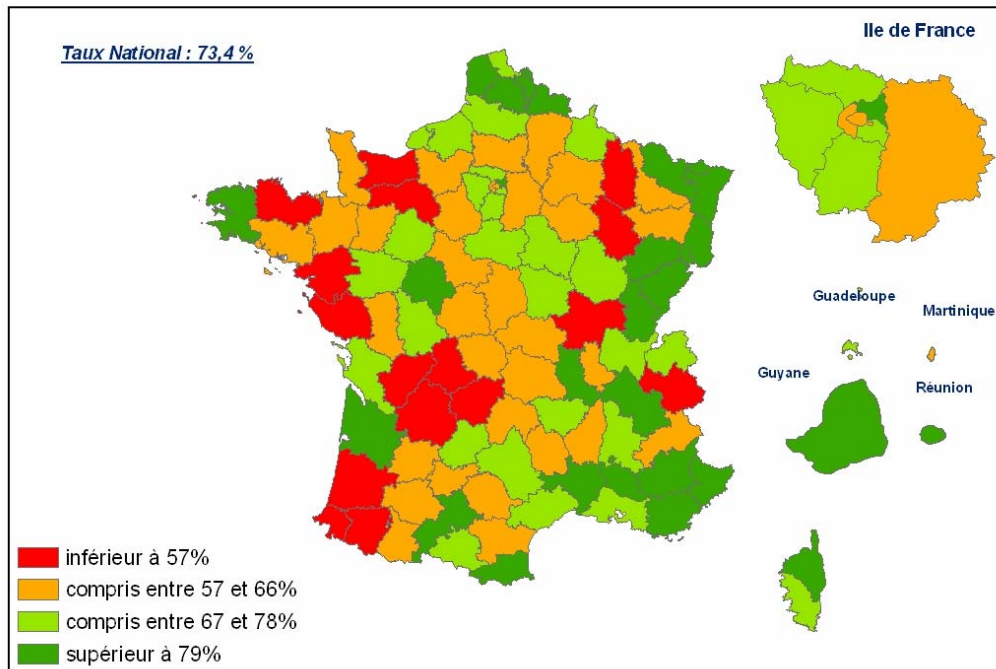 Taux National : 73,4 %
Ile de France
Guadeloupe
Martinique
Guyane
Réunion
inférieur à 57%
compris entre 57 et 66%
compris entre 67 et 78%
supérieur à 79%